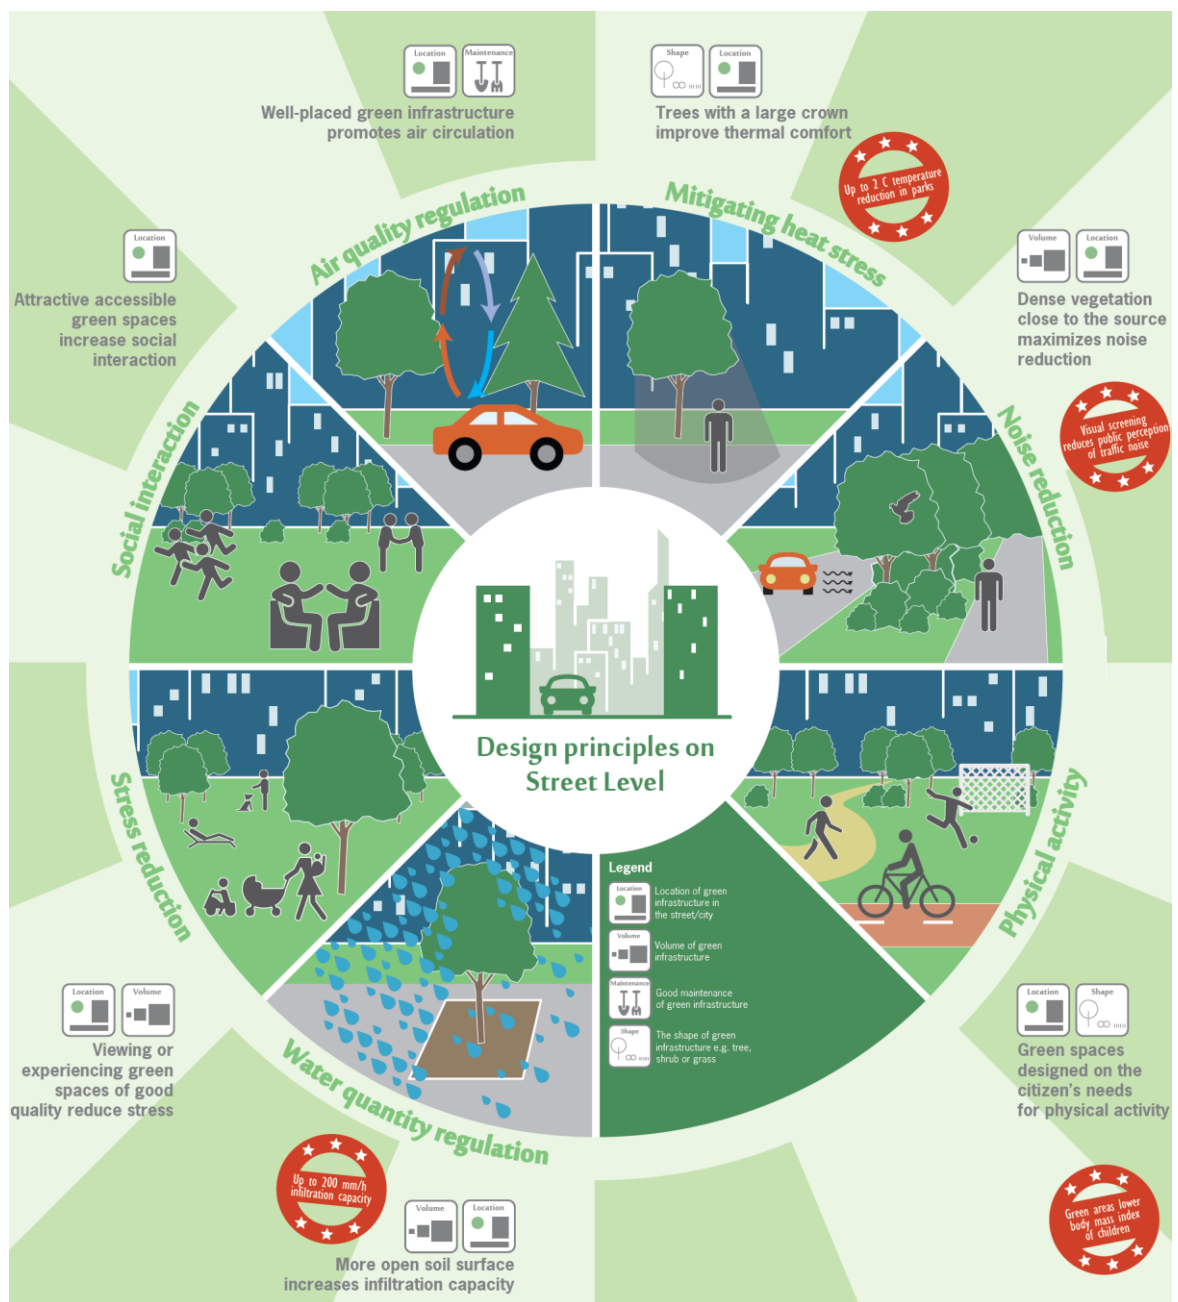 Location
Maintenance
Well-placed green infrastructure
promotes air circulation
Shape
Location
Trees with a large crown
improve thermal comfort
Up to 2 C temperature
reduction in parks
Air quality regulation
Mitigating heat stress
Location
Attractive accessible
green spaces
increase social
interaction
Volume
Location
Dense vegetation
close to the source
maximizes noise
reduction
Visual screening
reduces public perception
of traffic noise
Social interaction
Noise reduction
Design principles on
Street Level
Stress reduction
Physical activity
Legend
Location
Location of green
infrastructure in
the street/city
Volume
Volume of green
infrastructure
Maintenance
Good maintenance
of green infrastructure
Shape
The shape of green
infrastructure e.g. tree,
shrub or grass
Location
Volume
Viewing or
experiencing green
spaces of good
quality reduce stress
Location
Shape
Green spaces
designed on the
citizen's needs
for physical activity
Water quantity regulation
Up to 200 mm/h
infiltration capacity
Volume
Location
More open soil surface
increases infiltration capacity
Green areas lower
body mass index
of children